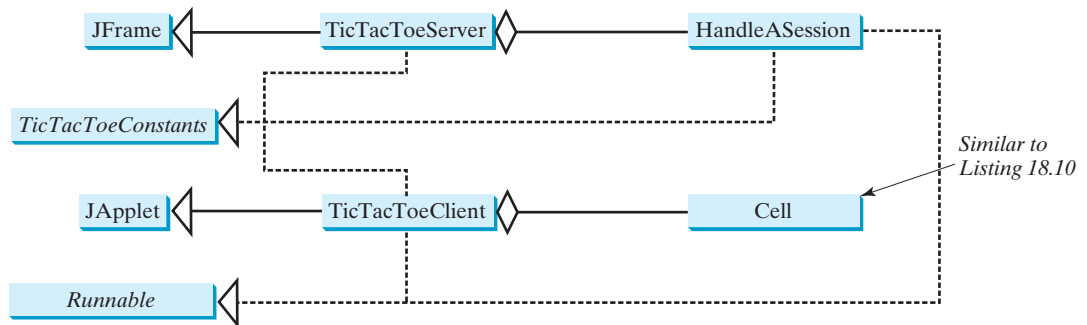 JFrame
TicTacToeServer
HandleASession
TicTacToeConstants
Similar to
Listing 18.10
JApplet
TicTacToeClient
Cell
Runnable